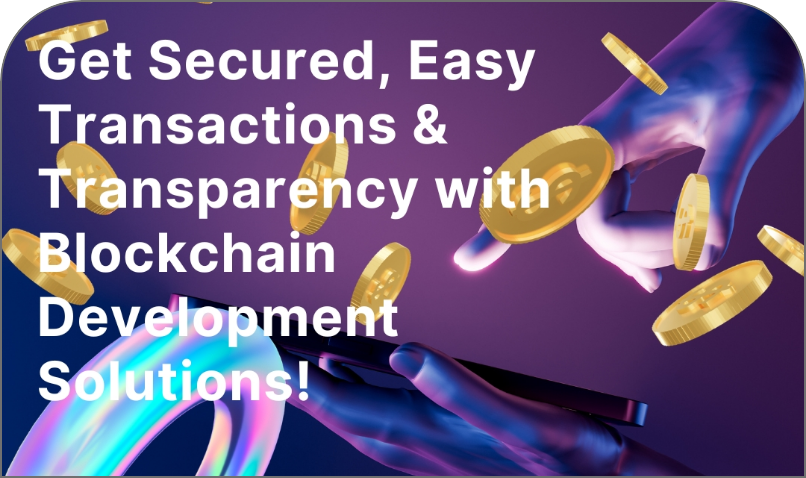 Get Secured, Easy
Transactions &
Transparency with
Blockchain
Development
Solutions!